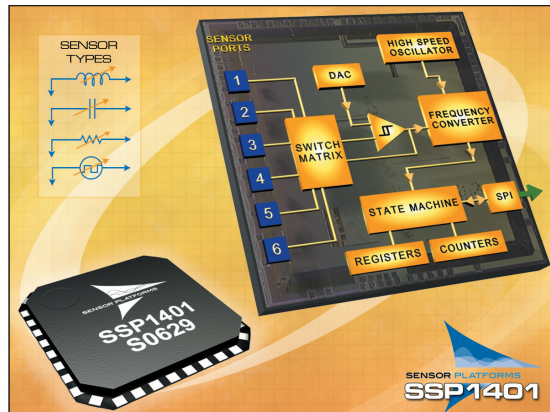 SENSOR
TYPES
SENSOR
PORTS
1
2
3
4
5
6
SWITCH
MATRIX
DAC
HIGH SPEED
OSCILLATOR
FREQUENCY
CONVERTER
STATE MACHINE
SPI
REGISTERS
COUNTERS
SENSOR PLATFORMS
SSP1401
S0629
SENSOR PLATFORMS
SSP1401